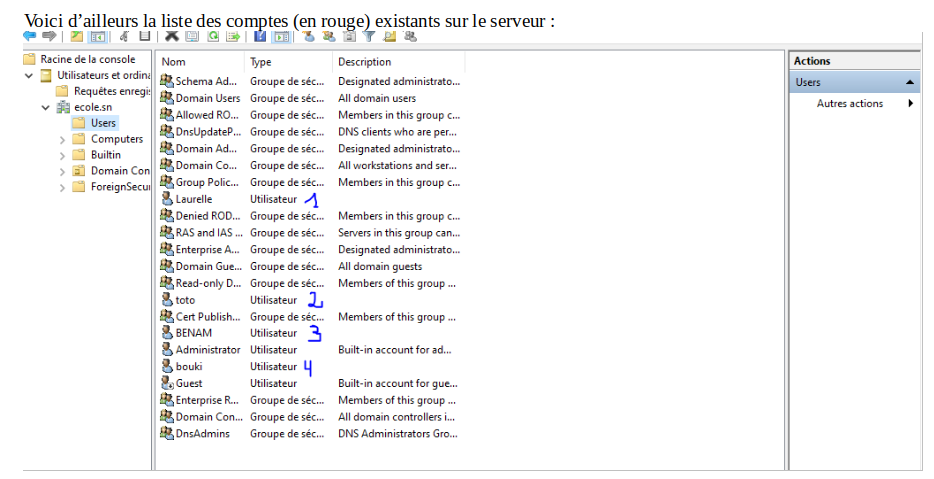 Voici d'ailleurs la liste des comptes (en rouge) existants sur le serveur :
Racine de la console
Utilisateurs et ordina
Requêtes enregis
ecole.sn
Users
Computers
Builtin
Domain Con
ForeignSecu
Nom Type Description
Schema Ad... Groupe de séc... Designated administrato...
Domain Users Groupe de séc... All domain users
Allowed RO... Groupe de séc... Members in this group c...
DnsUpdateP... Groupe de séc... DNS clients who are per...
Domain Ad... Groupe de séc... Designated administrato...
Domain Co... Groupe de séc... All workstations and ser...
Group Polic... Groupe de séc... Members in this group c...
Laurelle Utilisateur 1
Denied ROD... Groupe de séc... Members in this group c...
RAS and IAS ... Groupe de séc... Servers in this group can...
Enterprise A... Groupe de séc... Designated administrato...
Domain Gue... Groupe de séc... All domain guests
Read-only D... Groupe de séc... Members of this group ...
toto Utilisateur 2
Cert Publish... Groupe de séc... Members of this group ...
BENAM Utilisateur 3
Administrator Utilisateur Built-in account for ad...
bouki Utilisateur 4
Guest Utilisateur Built-in account for gue...
Enterprise R... Groupe de séc... Members of this group ...
Domain Con... Groupe de séc... All domain controllers i...
DnsAdmins Groupe de séc... DNS Administrators Gro...
Actions
Users
Autres actions